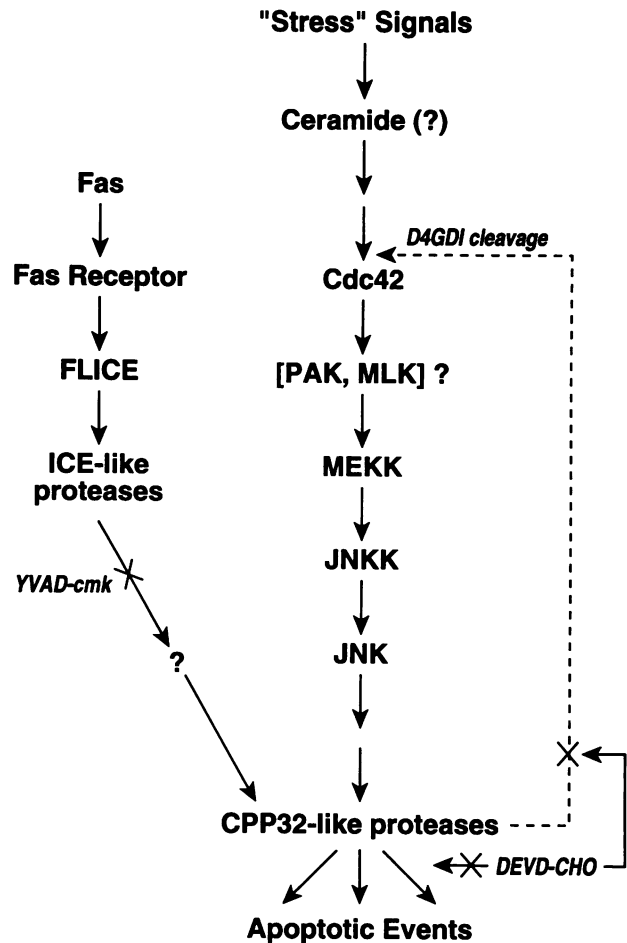 "Stress" Signals
Ceramide (?)
Fas
D4GDI cleavage
Fas Receptor
Cdc42
FLICE
[PAK, MLK] ?
ICE-like
proteases
MEKK
YVAD-cmk
JNKK
?
JNK
CPP32-like proteases
DEVD-CHO
Apoptotic Events